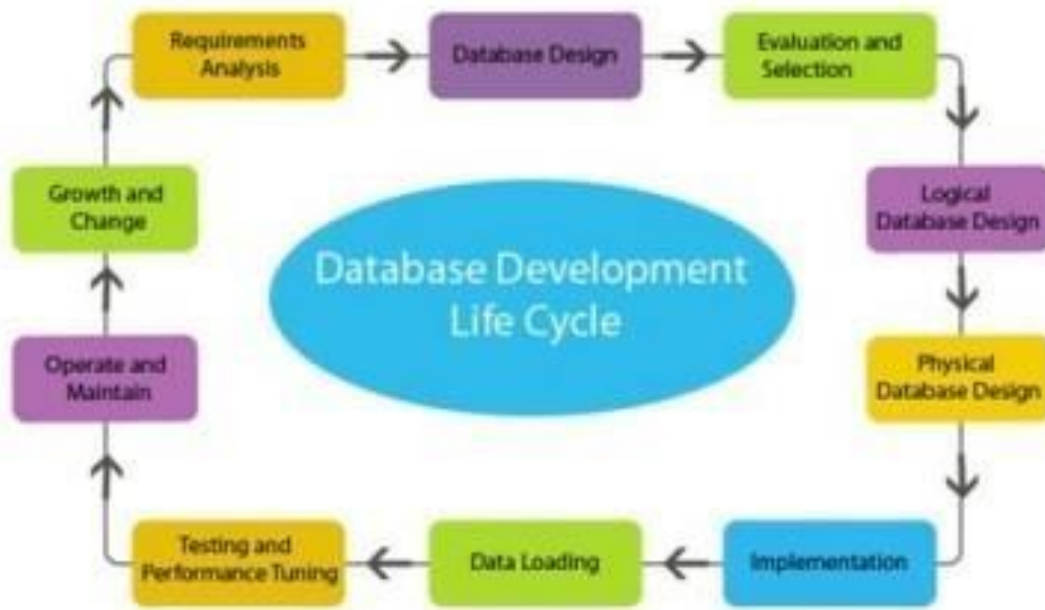 Requirements
Analysis
Database Design
Evaluation and
Selection
Logical
Database Design
Physical
Database Design
Implementation
Data Loading
Testing and
Performance Tuning
Operate and
Maintain
Growth and
Change
Database Development
Life Cycle